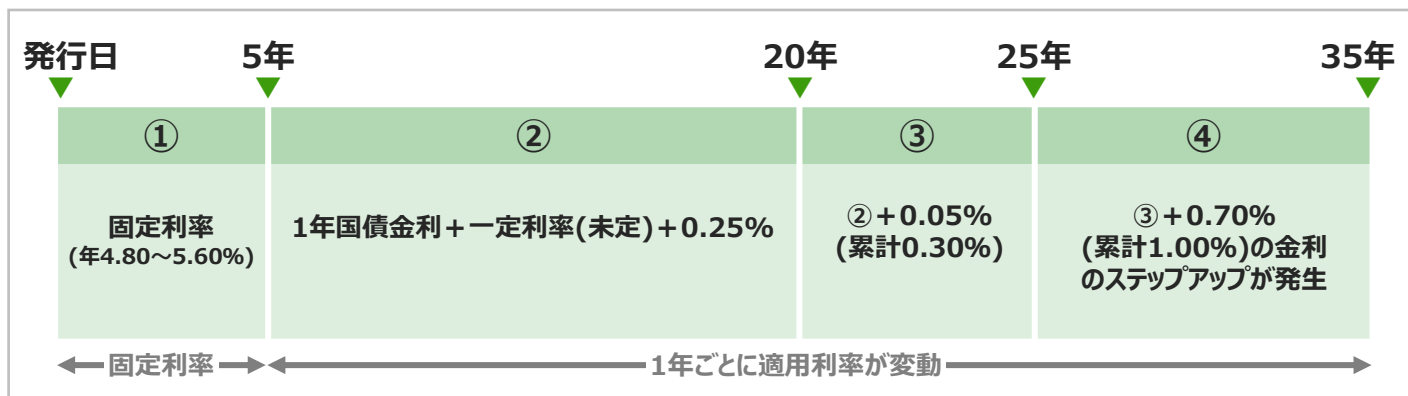 発行日 5年 20年 25年 35年
① ② ③ ④
固定利率
(年4.80～5.60%)
1年国債金利＋一定利率(未定)＋0.25%
②＋0.05%
(累計0.30%)
③＋0.70%
(累計1.00%)の金利
のステップアップが発生
固定利率 1年ごとに適用利率が変動